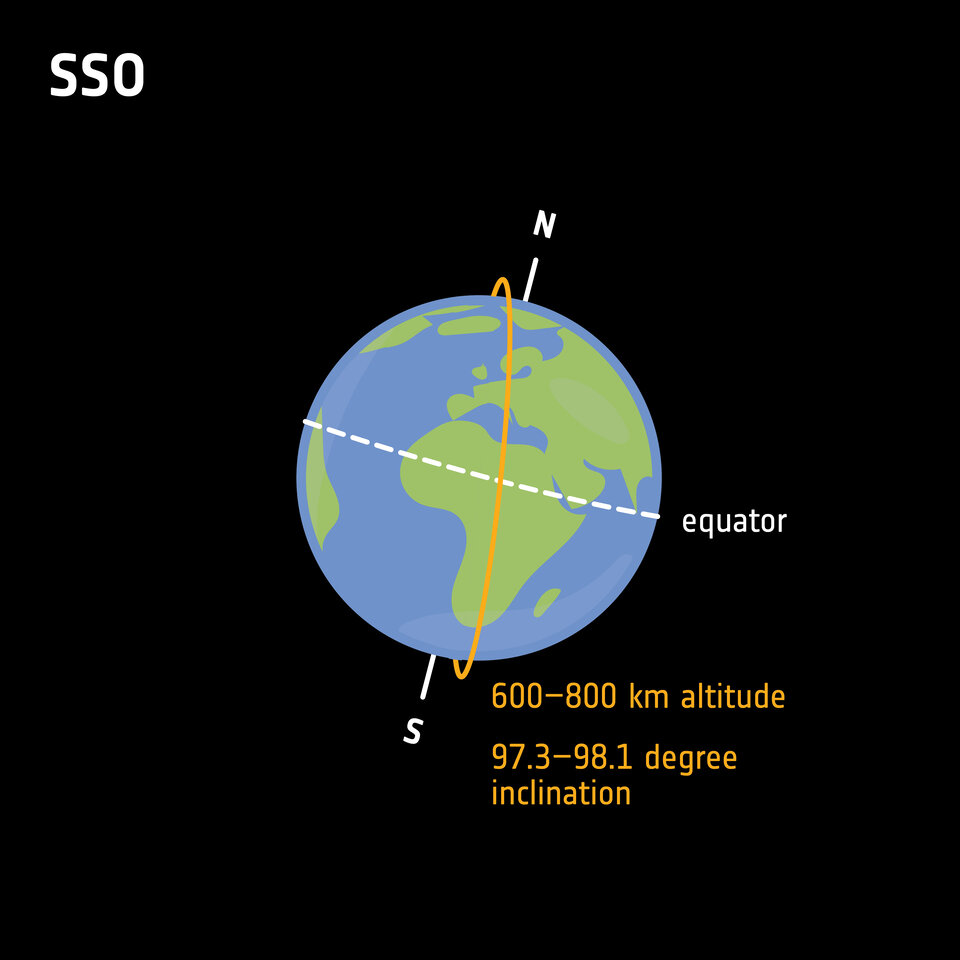 SSO
N
equator
600–800 km altitude
S
97.3–98.1 degree
inclination